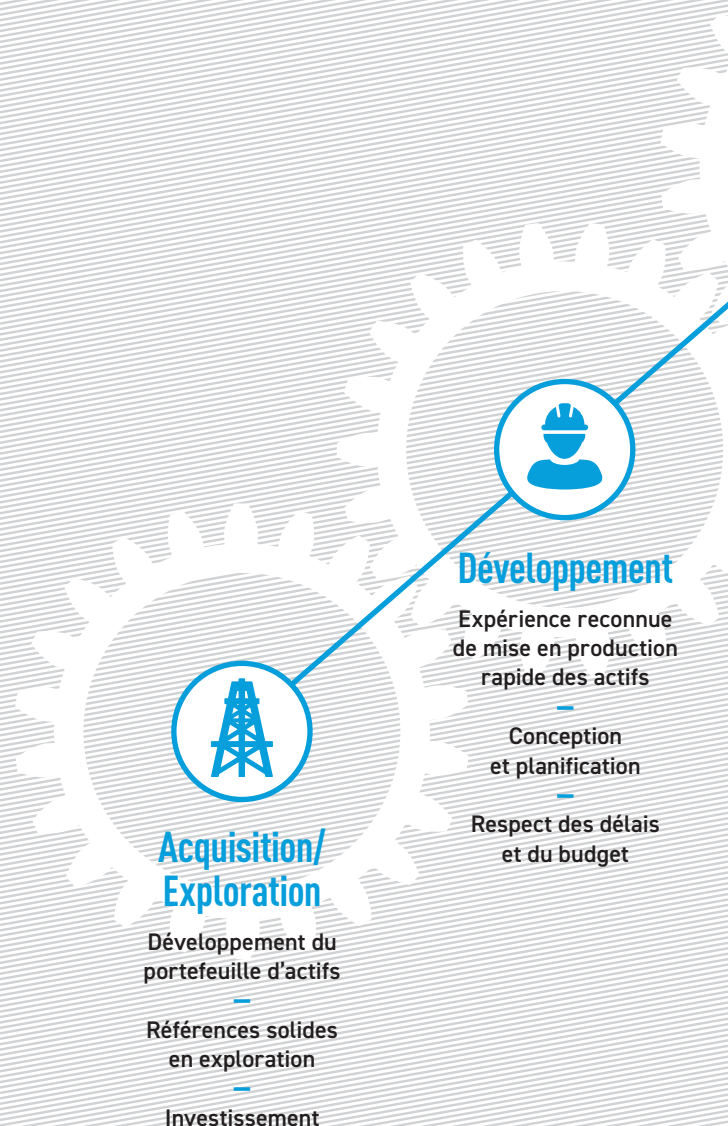 Développement
Expérience reconnue
de mise en production
rapide des actifs
–
Conception
et planification
–
Respect des délais
et du budget
Acquisition/
Exploration
Développement du
portefeuille d'actifs
–
Références solides
en exploration
–
Investissement